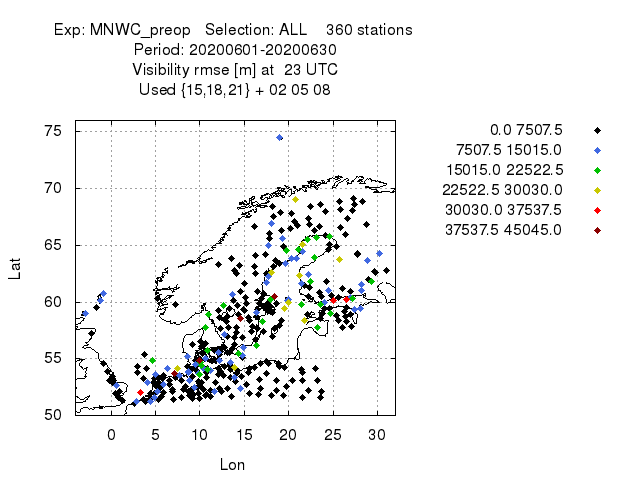 Exp: MNWC_preop   Selection: ALL    360 stations
Period: 20200601-20200630
Visibility rmse [m] at  23 UTC
Used {15,18,21} + 02 05 08
0.0 7507.5
7507.5 15015.0
15015.0 22522.5
22522.5 30030.0
30030.0 37537.5
37537.5 45045.0
75
70
65
60
55
50
Lat
0 5 10 15 20 25 30
Lon